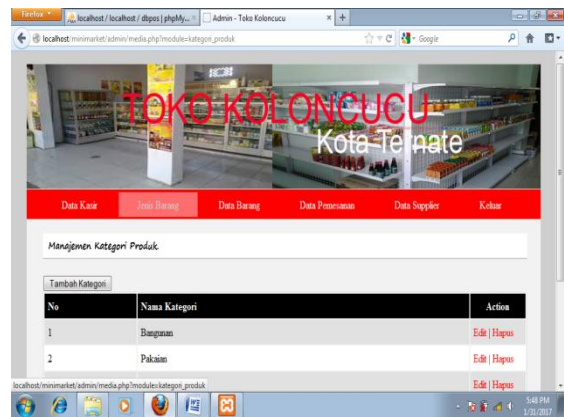 Firefox
localhost / localhost / dbpos | phpMy...
Admin - Toko Koloncucu
localhost/minimarket/admin/media.php?module=kategori_produk
Google
TOKO KOLONCUCU
Kota Ternate
Data Kasir
Jenis Barang
Data Barang
Data Pemesanan
Data Supplier
Keluar
Manajemen Kategori Produk
Tambah Kategori
No
Nama Kategori
Action
1
Bangunan
Edit | Hapus
2
Pakaian
Edit | Hapus
Edit | Hapus
localhost/minimarket/admin/media.php?module=kategori_produk
5:48 PM
1/31/2017